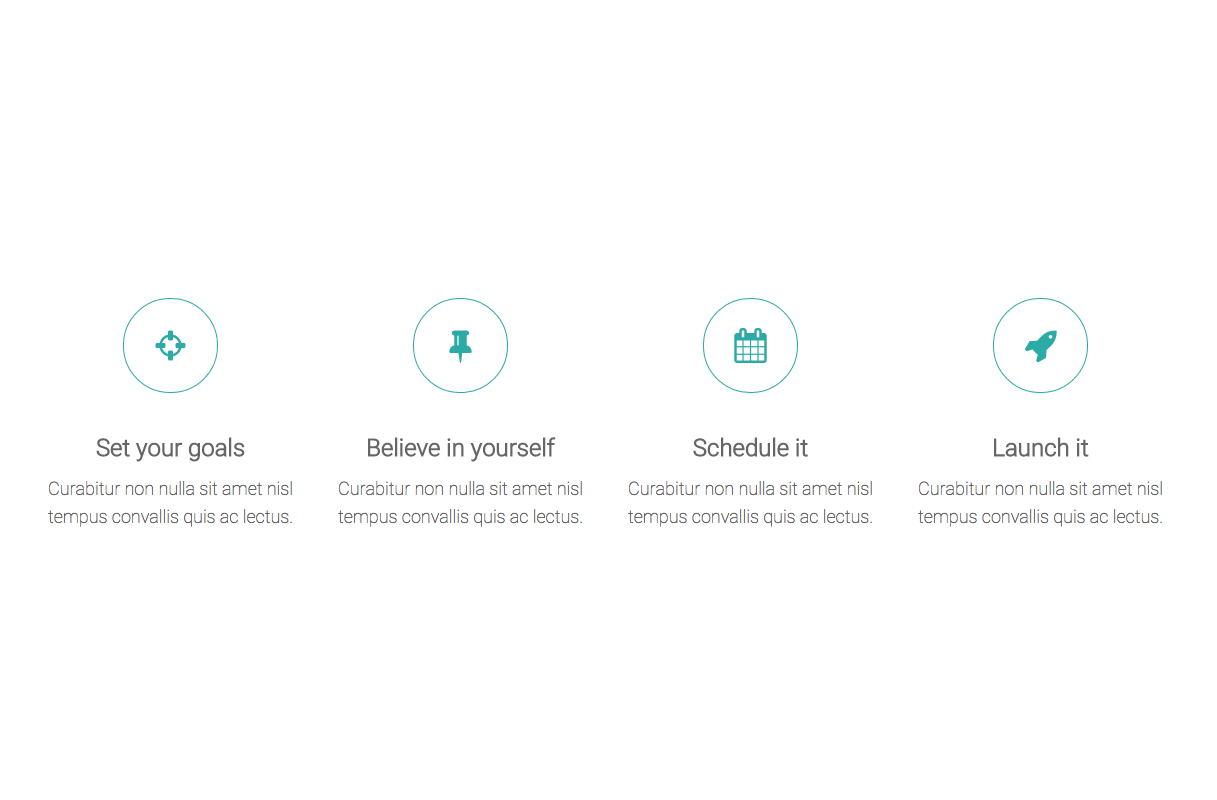 Set your goals
Curabitur non nulla sit amet nisl
tempus convallis quis ac lectus.
Believe in yourself
Curabitur non nulla sit amet nisl
tempus convallis quis ac lectus.
Schedule it
Curabitur non nulla sit amet nisl
tempus convallis quis ac lectus.
Launch it
Curabitur non nulla sit amet nisl
tempus convallis quis ac lectus.